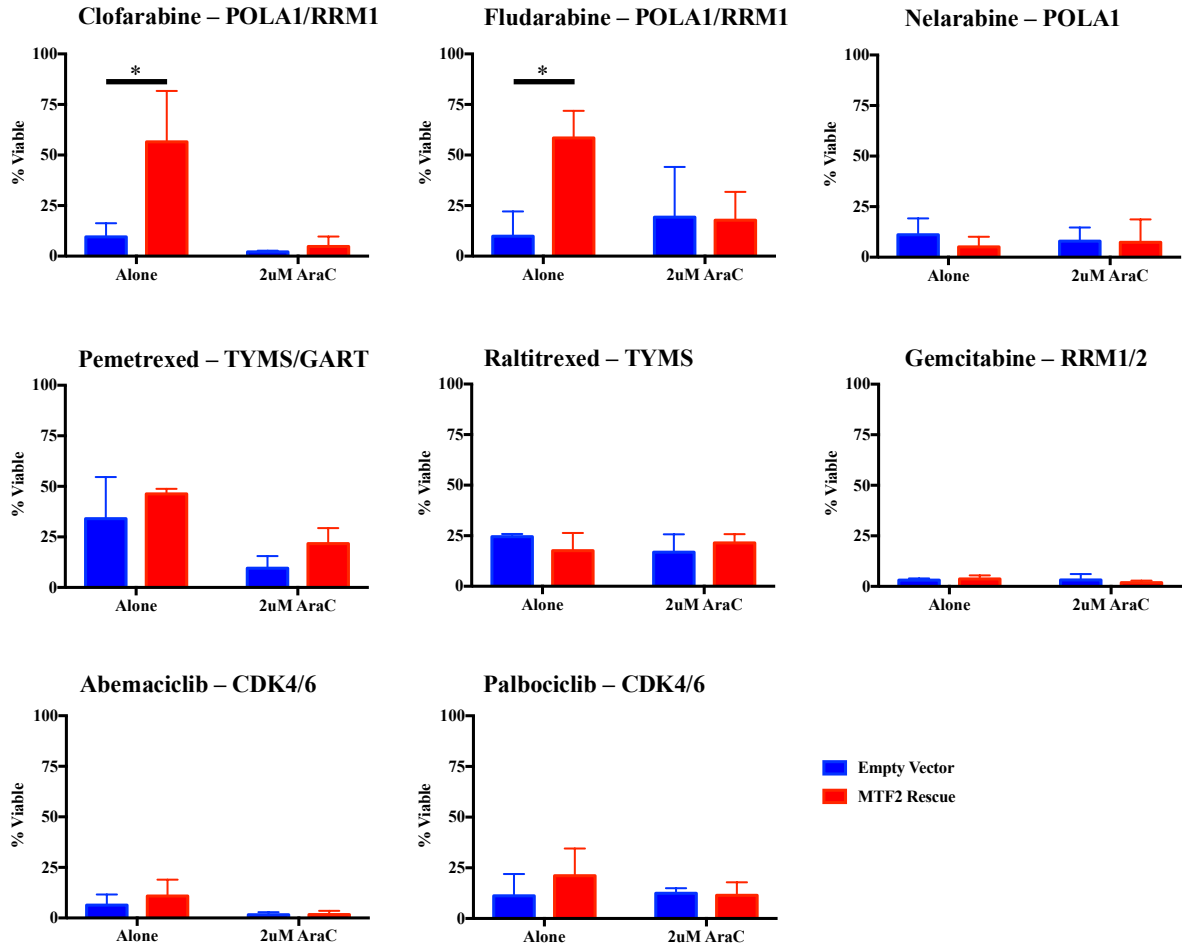 Clofarabine – POLA1/RRM1
Fludarabine – POLA1/RRM1
Nelarabine – POLA1
100
75
50
25
0
% Viable
*
Alone
2uM AraC
100
75
50
25
0
% Viable
*
Alone
2uM AraC
100
75
50
25
0
% Viable
Alone
2uM AraC
Pemetrexed – TYMS/GART
Raltitrexed – TYMS
Gemcitabine – RRM1/2
100
75
50
25
0
% Viable
Alone
2uM AraC
100
75
50
25
0
% Viable
Alone
2uM AraC
100
75
50
25
0
% Viable
Alone
2uM AraC
Abemaciclib – CDK4/6
Palbociclib – CDK4/6
100
75
50
25
0
% Viable
Alone
2uM AraC
100
75
50
25
0
% Viable
Alone
2uM AraC
Empty Vector
MTF2 Rescue